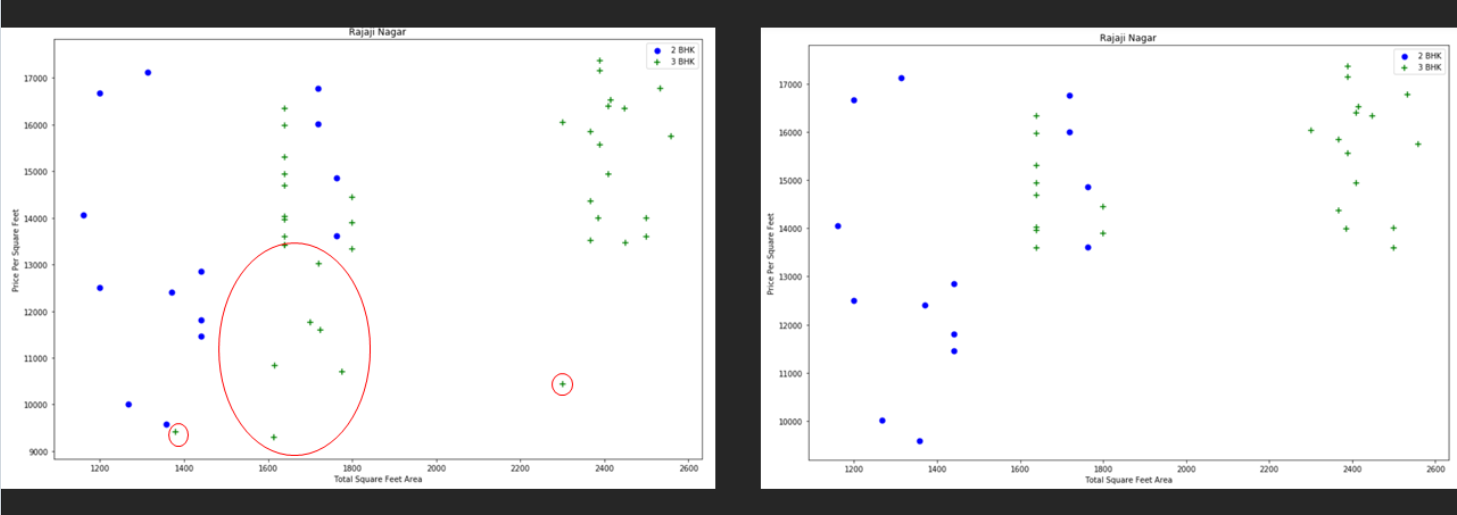 Rajaji Nagar
2 BHK
3 BHK
17000
16000
15000
14000
13000
12000
11000
10000
9000
Price Per Square Feet
1200 1400 1600 1800 2000 2200 2400 2600
Total Square Feet Area
Rajaji Nagar
2 BHK
3 BHK
17000
16000
15000
14000
13000
12000
11000
10000
Price Per Square Feet
1200 1400 1600 1800 2000 2200 2400 2600
Total Square Feet Area